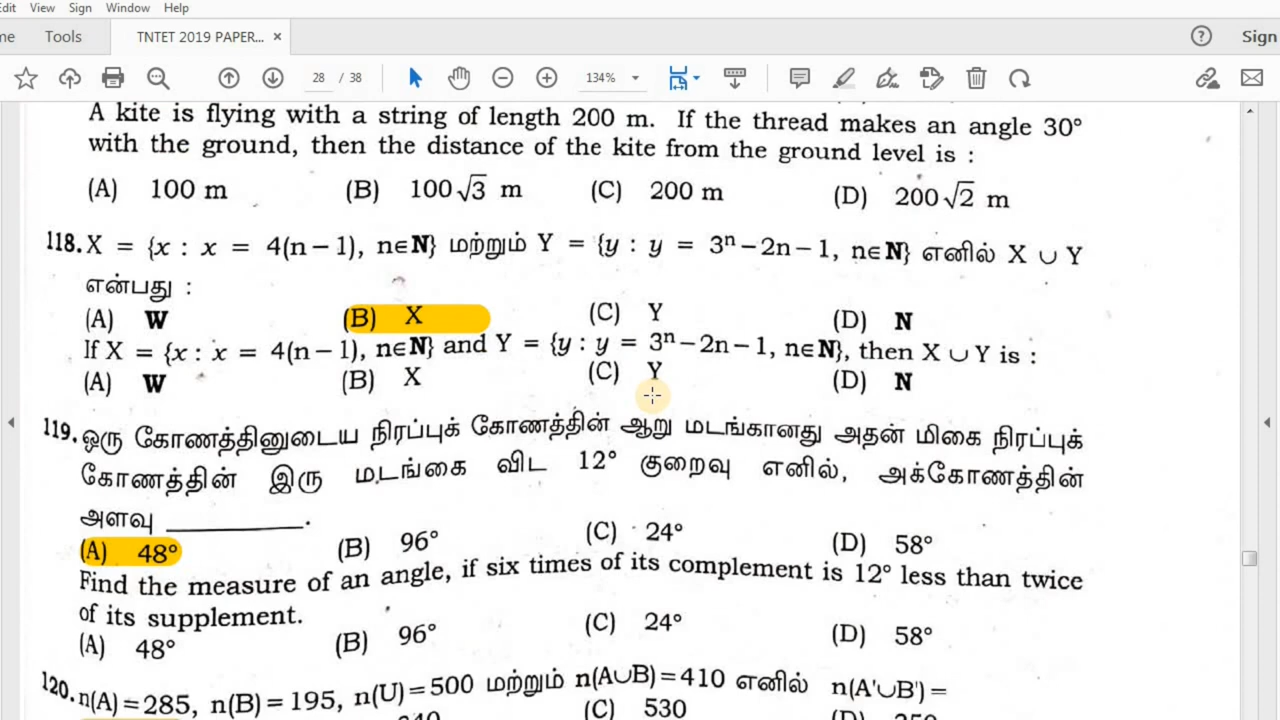 Edit View Sign Window Help
me Tools TNTET 2019 PAPER... × ? Sign
28 / 38 134%
A kite is flying with a string of length 200 m. If the thread makes an angle 30°
with the ground, then the distance of the kite from the ground level is :
(A) 100 m (B) 100√3 m (C) 200 m (D) 200√2 m
118. X = {x : x = 4(n−1), n∈N} மற்றும் Y = {y : y = 3ⁿ−2n−1, n∈N} எனில் X ∪ Y
என்பது :
(A) W (B) X (C) Y (D) N
If X = {x : x = 4(n−1), n∈N} and Y = {y : y = 3ⁿ−2n−1, n∈N}, then X ∪ Y is :
(A) W (B) X (C) Y (D) N
119. ஒரு கோணத்தினுடைய நிரப்புக் கோணத்தின் ஆறு மடங்கானது அதன் மிகை நிரப்புக்
கோணத்தின் இரு மடங்கை விட 12° குறைவு எனில், அக்கோணத்தின்
அளவு ________.
(A) 48° (B) 96° (C) 24° (D) 58°
Find the measure of an angle, if six times of its complement is 12° less than twice
of its supplement.
(A) 48° (B) 96° (C) 24° (D) 58°
120. n(A)=285, n(B)=195, n(U)=500 மற்றும் n(A∪B)=410 எனில் n(A'∪B')=
(C) 530